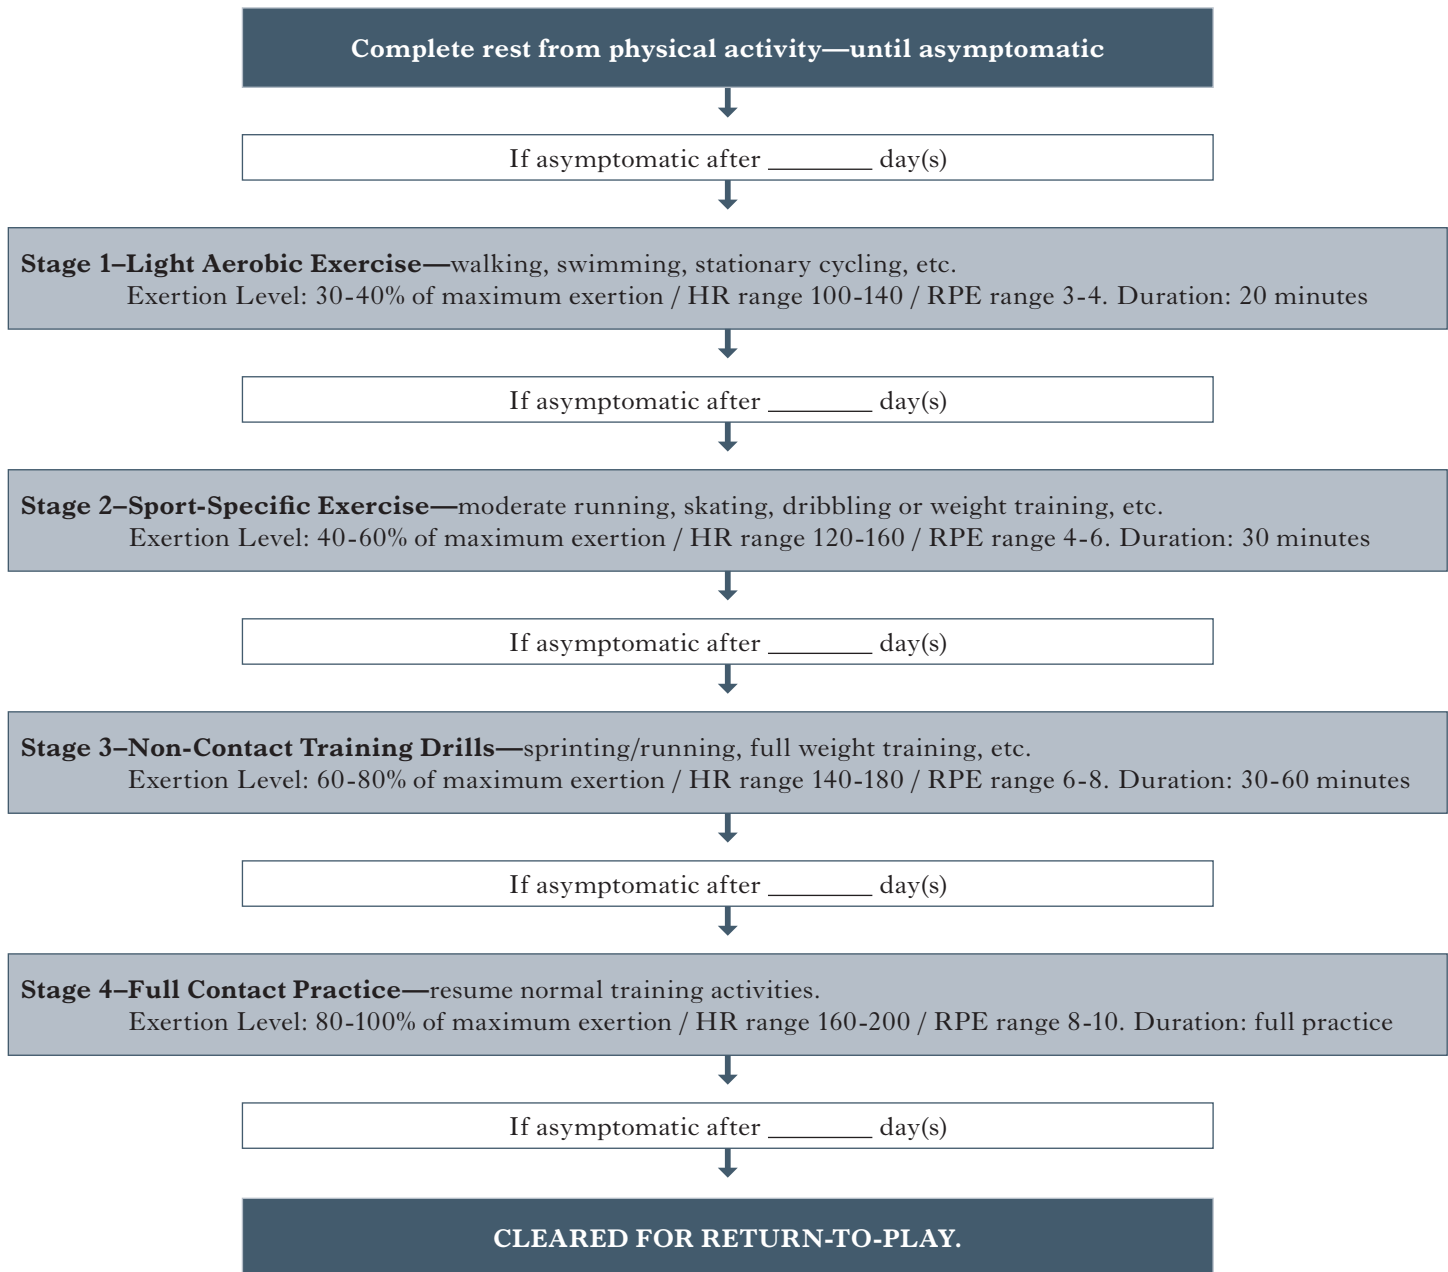 Complete rest from physical activity—until asymptomatic
If asymptomatic after ________ day(s)
Stage 1–Light Aerobic Exercise—walking, swimming, stationary cycling, etc.
Exertion Level: 30-40% of maximum exertion / HR range 100-140 / RPE range 3-4. Duration: 20 minutes
If asymptomatic after ________ day(s)
Stage 2–Sport-Specific Exercise—moderate running, skating, dribbling or weight training, etc.
Exertion Level: 40-60% of maximum exertion / HR range 120-160 / RPE range 4-6. Duration: 30 minutes
If asymptomatic after ________ day(s)
Stage 3–Non-Contact Training Drills—sprinting/running, full weight training, etc.
Exertion Level: 60-80% of maximum exertion / HR range 140-180 / RPE range 6-8. Duration: 30-60 minutes
If asymptomatic after ________ day(s)
Stage 4–Full Contact Practice—resume normal training activities.
Exertion Level: 80-100% of maximum exertion / HR range 160-200 / RPE range 8-10. Duration: full practice
If asymptomatic after ________ day(s)
CLEARED FOR RETURN-TO-PLAY.